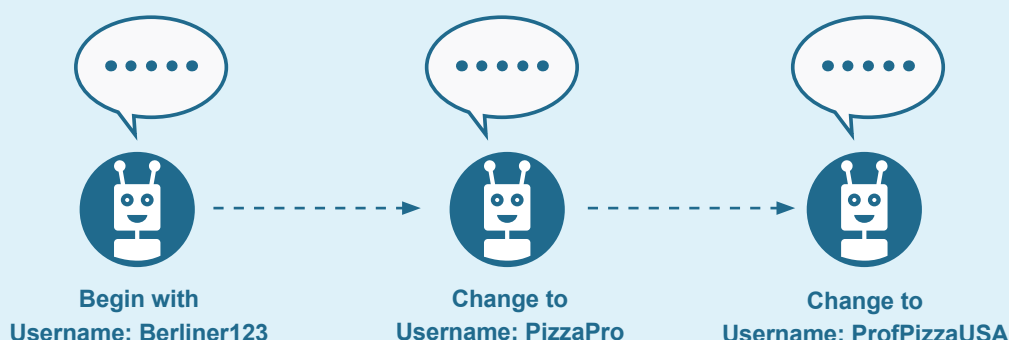 Begin with
Username: Berliner123
Change to
Username: PizzaPro
Change to
Username: ProfPizzaUSA